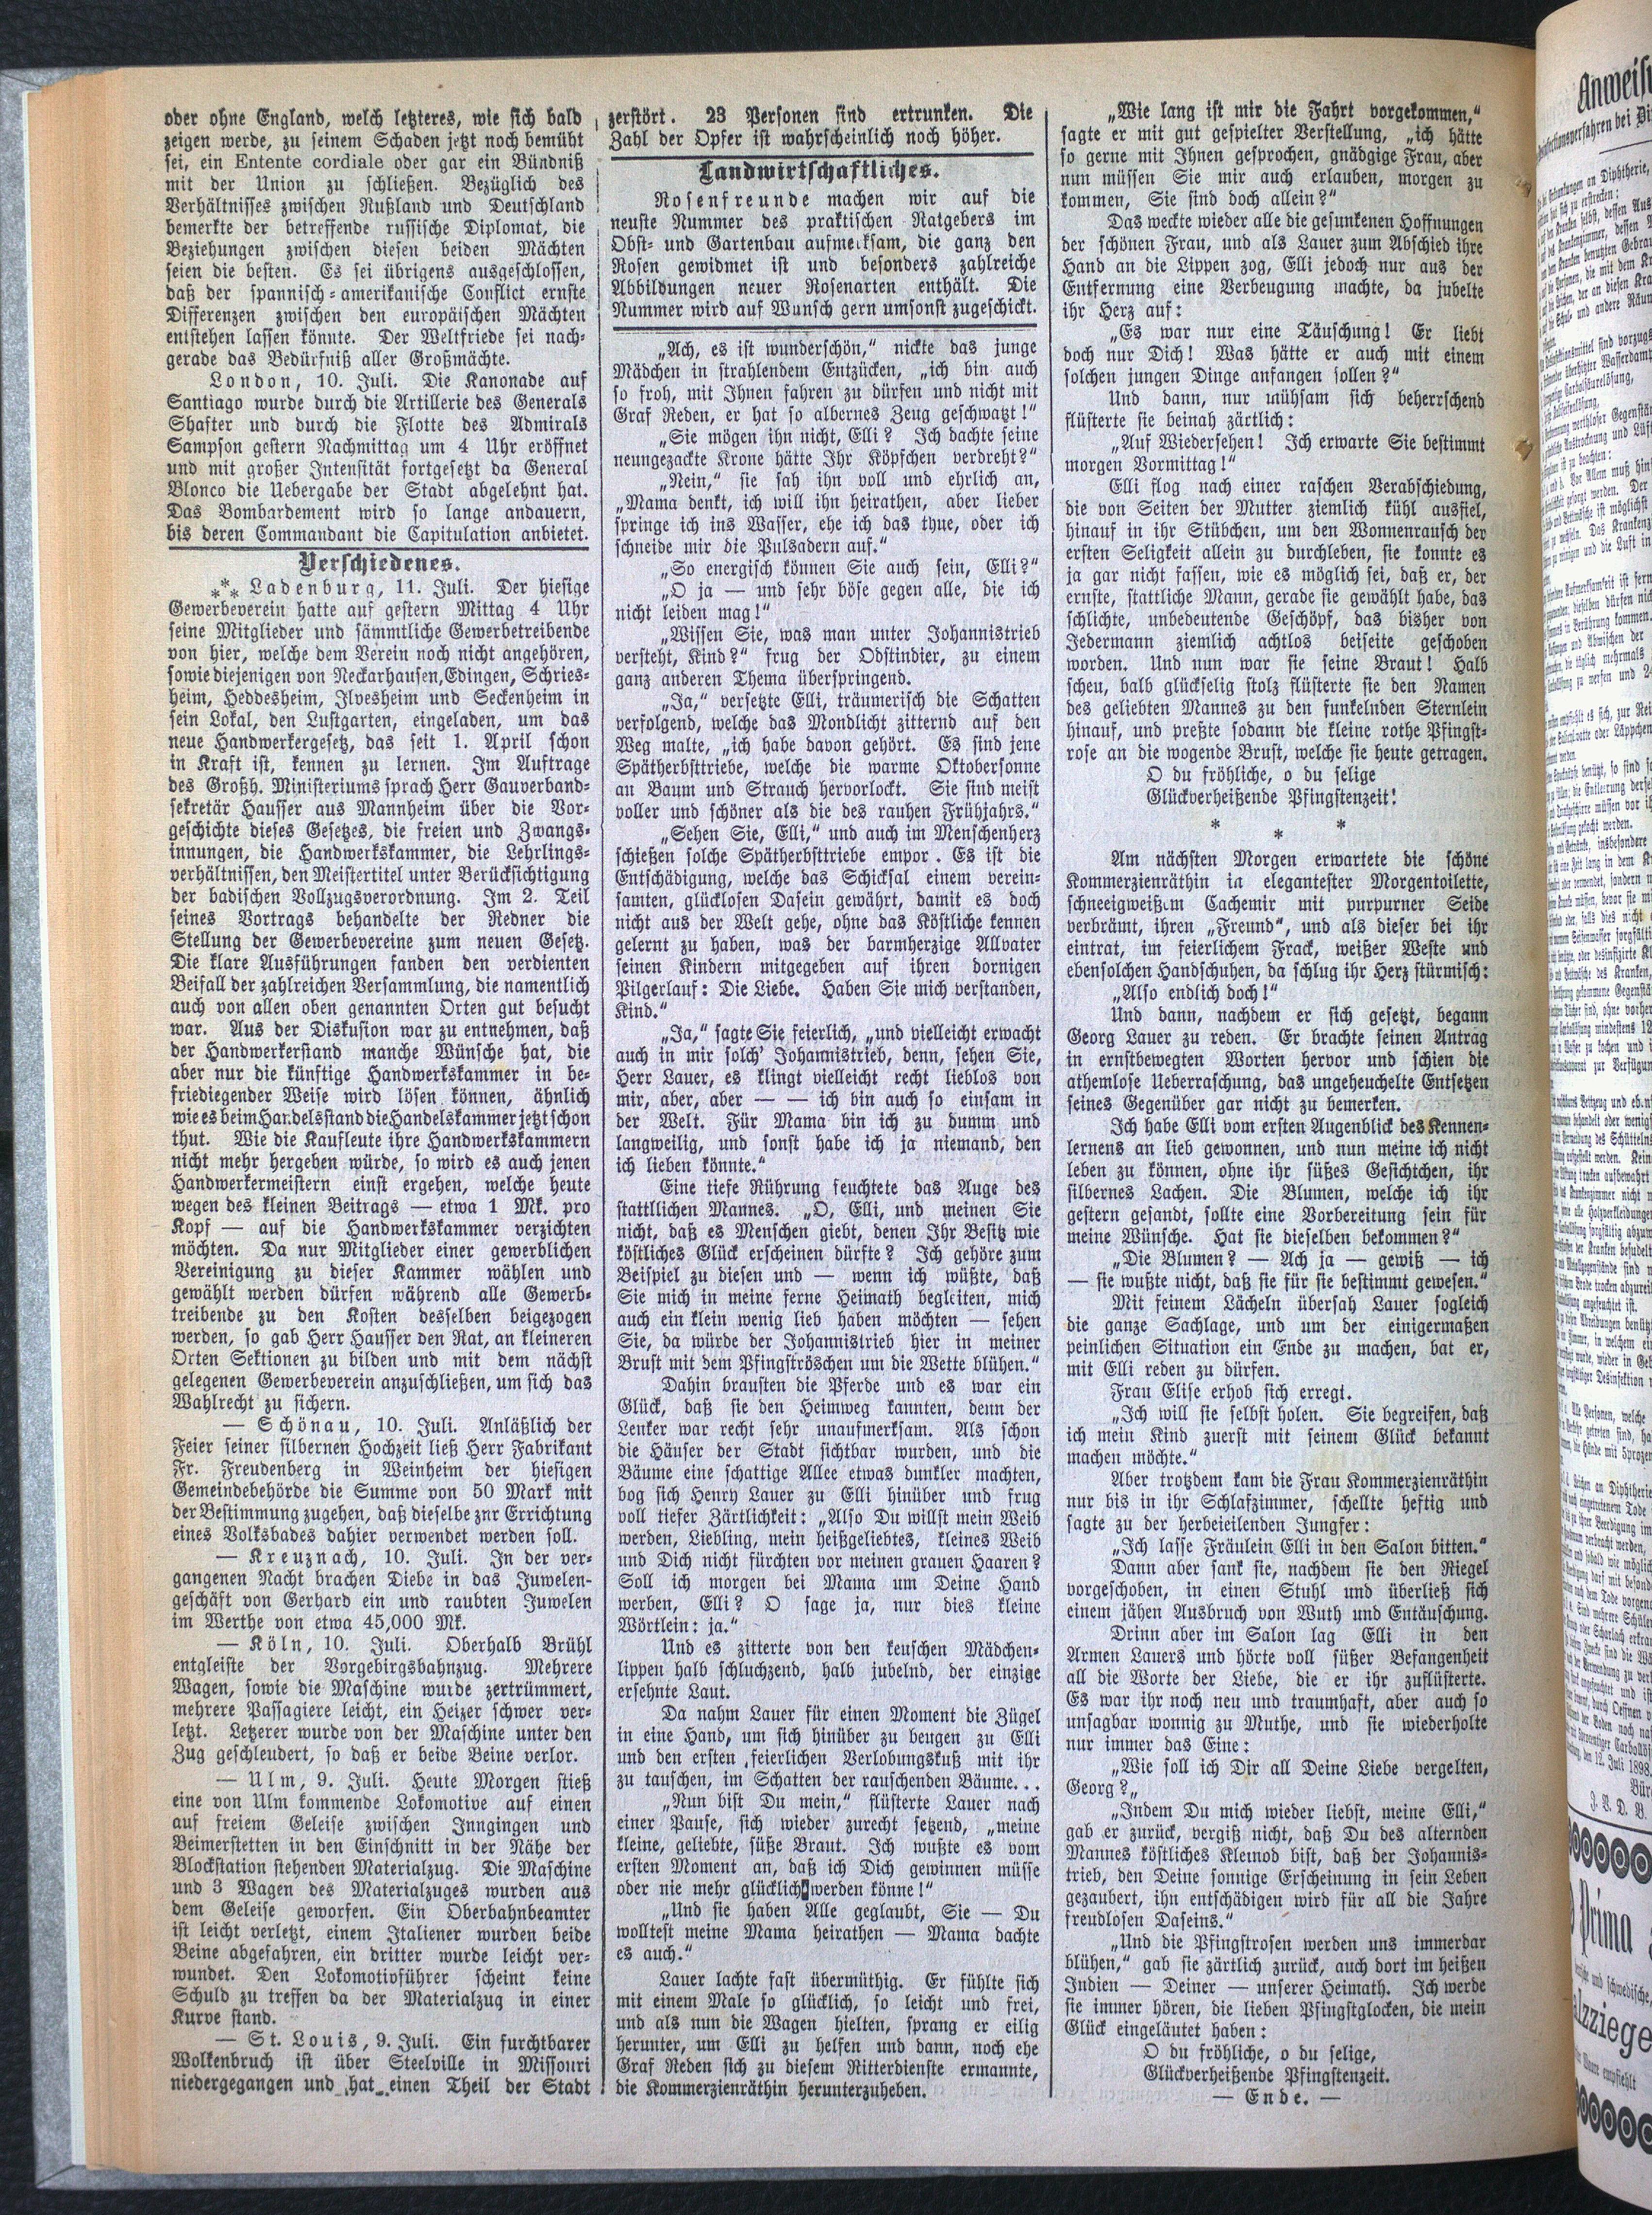 oder ohne England, welch letzteres, wie sich bald
zeigen werde, zu seinem Schaden jetzt noch bemüht
sei, ein Entente cordiale oder gar ein Bündniß
mit der Union zu schließen. Bezüglich des
Verhältnisses zwischen Rußland und Deutschland
bemerkte der betreffende russische Diplomat, die
Beziehungen zwischen diesen beiden Mächten
seien die besten. Es sei übrigens ausgeschlossen,
daß der spannisch-amerikanische Conflict ernste
Differenzen zwischen den europäischen Mächten
entstehen lassen könnte. Der Weltfriede sei nach-
gerade das Bedürfniß aller Großmächte.
London, 10. Juli. Die Kanonade auf
Santiago wurde durch die Artillerie des Generals
Shafter und durch die Flotte des Admirals
Sampson gestern Nachmittag um 4 Uhr eröffnet
und mit großer Intensität fortgesetzt da General
Blonco die Uebergabe der Stadt abgelehnt hat.
Das Bombardement wird so lange andauern,
bis deren Commandant die Capitulation anbietet.
Verschiedenes.
*** Ladenburg, 11. Juli. Der hiesige
Gewerbeverein hatte auf gestern Mittag 4 Uhr
seine Mitglieder und sämmtliche Gewerbetreibende
von hier, welche dem Verein noch nicht angehören,
sowie diejenigen von Neckarhausen, Edingen, Schries-
heim, Heddesheim, Ilvesheim und Seckenheim in
sein Lokal, den Lustgarten, eingeladen, um das
neue Handwerkergesetz, das seit 1. April schon
in Kraft ist, kennen zu lernen. Im Auftrage
des Großh. Ministeriums sprach Herr Gauverband-
sekretär Hausser aus Mannheim über die Vor-
geschichte dieses Gesetzes, die freien und Zwangs-
innungen, die Handwerkskammer, die Lehrlings-
verhältnissen, den Meistertitel unter Berücksichtigung
der badischen Vollzugsverordnung. Im 2. Teil
seines Vortrags behandelte der Redner die
Stellung der Gewerbevereine zum neuen Gesetz.
Die klare Ausführungen fanden den verdienten
Beifall der zahlreichen Versammlung, die namentlich
auch von allen oben genannten Orten gut besucht
war. Aus der Diskusion war zu entnehmen, daß
der Handwerkerstand manche Wünsche hat, die
aber nur die künftige Handwerkskammer in be-
friediegender Weise wird lösen können, ähnlich
wie es beim Handelsstand die Handelskammer jetzt schon
thut. Wie die Kaufleute ihre Handwerkskammern
nicht mehr hergeben würde, so wird es auch jenen
Handwerkermeistern einst ergehen, welche heute
wegen des kleinen Beitrags — etwa 1 Mk. pro
Kopf — auf die Handwerkskammer verzichten
möchten. Da nur Mitglieder einer gewerblichen
Vereinigung zu dieser Kammer wählen und
gewählt werden dürfen während alle Gewerb-
treibende zu den Kosten desselben beigezogen
werden, so gab Herr Hausser den Rat, an kleineren
Orten Sektionen zu bilden und mit dem nächst
gelegenen Gewerbeverein anzuschließen, um sich das
Wahlrecht zu sichern.
— Schönau, 10. Juli. Anläßlich der
Feier seiner silbernen Hochzeit ließ Herr Fabrikant
Fr. Freudenberg in Weinheim der hiesigen
Gemeindebehörde die Summe von 50 Mark mit
der Bestimmung zugehen, daß dieselbe znr Errichtung
eines Volksbades dahier verwendet werden soll.
— Kreuznach, 10. Juli. In der ver-
gangenen Nacht brachen Diebe in das Juwelen-
geschäft von Gerhard ein und raubten Juwelen
im Werthe von etwa 45,000 Mk.
— Köln, 10. Juli. Oberhalb Brühl
entgleiste der Vorgebirgsbahnzug. Mehrere
Wagen, sowie die Maschine wurde zertrümmert,
mehrere Passagiere leicht, ein Heizer schwer ver-
letzt. Letzerer wurde von der Maschine unter den
Zug geschleudert, so daß er beide Beine verlor.
— Ulm, 9. Juli. Heute Morgen stieß
eine von Ulm kommende Lokomotive auf einen
auf freiem Geleise zwischen Inngingen und
Beimerstetten in den Einschnitt in der Nähe der
Blockstation stehenden Materialzug. Die Maschine
und 3 Wagen des Materialzuges wurden aus
dem Geleise geworfen. Ein Oberbahnbeamter
ist leicht verletzt, einem Italiener wurden beide
Beine abgefahren, ein dritter wurde leicht ver-
wundet. Den Lokomotivführer scheint keine
Schuld zu treffen da der Materialzug in einer
Kurve stand.
— St. Louis, 9. Juli. Ein furchtbarer
Wolkenbruch ist über Steelville in Missouri
niedergegangen und hat einen Theil der Stadt
zerstört. 23 Personen sind ertrunken. Die
Zahl der Opfer ist wahrscheinlich noch höher.
Landwirtschaftliches.
Rosenfreunde machen wir auf die
neuste Nummer des praktischen Ratgebers im
Obst- und Gartenbau aufmerksam, die ganz den
Rosen gewidmet ist und besonders zahlreiche
Abbildungen neuer Rosenarten enthält. Die
Nummer wird auf Wunsch gern umsonst zugeschickt.
„Ach, es ist wunderschön,“ nickte das junge
Mädchen in strahlendem Entzücken, „ich bin auch
so froh, mit Ihnen fahren zu dürfen und nicht mit
Graf Reden, er hat so albernes Zeug geschwatzt!“
„Sie mögen ihn nicht, Elli? Ich dachte seine
neungezackte Krone hätte Ihr Köpfchen verdreht?“
„Nein,“ sie sah ihn voll und ehrlich an,
„Mama denkt, ich will ihn heirathen, aber lieber
springe ich ins Wasser, ehe ich das thue, oder ich
schneide mir die Pulsadern auf.“
„So energisch können Sie auch sein, Elli?“
„O ja — und sehr böse gegen alle, die ich
nicht leiden mag!“
„Wissen Sie, was man unter Johannistrieb
versteht, Kind?“ frug der Odstindier, zu einem
ganz anderen Thema überspringend.
„Ja,“ versetzte Elli, träumerisch die Schatten
verfolgend, welche das Mondlicht zitternd auf den
Weg malte, „ich habe davon gehört. Es sind jene
Spätherbsttriebe, welche die warme Oktobersonne
an Baum und Strauch hervorlockt. Sie sind meist
voller und schöner als die des rauhen Frühjahrs.“
„Sehen Sie, Elli,“ und auch im Menschenherz
schießen solche Spätherbsttriebe empor. Es ist die
Entschädigung, welche das Schicksal einem verein-
samten, glücklosen Dasein gewährt, damit es doch
nicht aus der Welt gehe, ohne das Köstliche kennen
gelernt zu haben, was der barmherzige Allvater
seinen Kindern mitgegeben auf ihren dornigen
Pilgerlauf: Die Liebe. Haben Sie mich verstanden,
Kind.“
„Ja,“ sagte Sie feierlich, „und vielleicht erwacht
auch in mir solch' Johannistrieb, denn, sehen Sie,
Herr Lauer, es klingt vielleicht recht lieblos von
mir, aber, aber — — ich bin auch so einsam in
der Welt. Für Mama bin ich zu dumm und
langweilig, und sonst habe ich ja niemand, den
ich lieben könnte.“
Eine tiefe Rührung feuchtete das Auge des
stattllichen Mannes. „O, Elli, und meinen Sie
nicht, daß es Menschen giebt, denen Ihr Besitz wie
köstliches Glück erscheinen dürfte? Ich gehöre zum
Beispiel zu diesen und — wenn ich wüßte, daß
Sie mich in meine ferne Heimath begleiten, mich
auch ein klein wenig lieb haben möchten — sehen
Sie, da würde der Johannistrieb hier in meiner
Brust mit dem Pfingströschen um die Wette blühen.“
Dahin brausten die Pferde und es war ein
Glück, daß sie den Heimweg kannten, denn der
Lenker war recht sehr unaufmerksam. Als schon
die Häuser der Stadt sichtbar wurden, und die
Bäume eine schattige Allee etwas dunkler machten,
bog sich Henry Lauer zu Elli hinüber und frug
voll tiefer Zärtlichkeit: „Also Du willst mein Weib
werden, Liebling, mein heißgeliebtes, kleines Weib
und Dich nicht fürchten vor meinen grauen Haaren?
Soll ich morgen bei Mama um Deine Hand
werben, Elli? O sage ja, nur dies kleine
Wörtlein: ja.“
Und es zitterte von den keuschen Mädchen-
lippen halb schluchzend, halb jubelnd, der einzige
ersehnte Laut.
Da nahm Lauer für einen Moment die Zügel
in eine Hand, um sich hinüber zu beugen zu Elli
und den ersten feierlichen Verlobungskuß mit ihr
zu tauschen, im Schatten der rauschenden Bäume...
„Nun bist Du mein,“ flüsterte Lauer nach
einer Pause, sich wieder zurecht setzend, „meine
kleine, geliebte, süße Braut. Ich wußte es vom
ersten Moment an, daß ich Dich gewinnen müsse
oder nie mehr glücklich werden könne!“
„Und sie haben Alle geglaubt, Sie — Du
wolltest meine Mama heirathen — Mama dachte
es auch.“
Lauer lachte fast übermüthig. Er fühlte sich
mit einem Male so glücklich, so leicht und frei,
und als nun die Wagen hielten, sprang er eilig
herunter, um Elli zu helfen und dann, noch ehe
Graf Reden sich zu diesem Ritterdienste ermannte,
die Kommerzienräthin herunterzuheben.
„Wie lang ist mir die Fahrt vorgekommen,“
sagte er mit gut gespielter Verstellung, „ich hätte
so gerne mit Ihnen gesprochen, gnädgige Frau, aber
nun müssen Sie mir auch erlauben, morgen zu
kommen, Sie sind doch allein?“
Das weckte wieder alle die gesunkenen Hoffnungen
der schönen Frau, und als Lauer zum Abschied ihre
Hand an die Lippen zog, Elli jedoch nur aus der
Entfernung eine Verbeugung machte, da jubelte
ihr Herz auf:
„Es war nur eine Täuschung! Er liebt
doch nur Dich! Was hätte er auch mit einem
solchen jungen Dinge anfangen sollen?“
Und dann, nur mühsam sich beherrschend
flüsterte sie beinah zärtlich:
„Auf Wiedersehen! Ich erwarte Sie bestimmt
morgen Vormittag!“
Elli flog nach einer raschen Verabschiedung,
die von Seiten der Mutter ziemlich kühl ausfiel,
hinauf in ihr Stübchen, um den Wonnenrausch der
ersten Seligkeit allein zu durchleben, sie konnte es
ja gar nicht fassen, wie es möglich sei, daß er, der
ernste, stattliche Mann, gerade sie gewählt habe, das
schlichte, unbedeutende Geschöpf, das bisher von
Jedermann ziemlich achtlos beiseite geschoben
worden. Und nun war sie seine Braut! Halb
scheu, balb glückselig stolz flüsterte sie den Namen
des geliebten Mannes zu den funkelnden Sternlein
hinauf, und preßte sodann die kleine rothe Pfingst-
rose an die wogende Brust, welche sie heute getragen.
O du fröhliche, o du selige
Glückverheißende Pfingstenzeit!
* * *
Am nächsten Morgen erwartete die schöne
Kommerzienräthin in elegantester Morgentoilette,
schneeigweißem Cachemir mit purpurner Seide
verbrämt, ihren „Freund“, und als dieser bei ihr
eintrat, im feierlichem Frack, weißer Weste und
ebensolchen Handschuhen, da schlug ihr Herz stürmisch:
„Also endlich doch!“
Und dann, nachdem er sich gesetzt, begann
Georg Lauer zu reden. Er brachte seinen Antrag
in ernstbewegten Worten hervor und schien die
athemlose Ueberraschung, das ungeheuchelte Entsetzen
seines Gegenüber gar nicht zu bemerken.
Ich habe Elli vom ersten Augenblick des Kennen-
lernens an lieb gewonnen, und nun meine ich nicht
leben zu können, ohne ihr süßes Gesichtchen, ihr
silbernes Lachen. Die Blumen, welche ich ihr
gestern gesandt, sollte eine Vorbereitung sein für
meine Wünsche. Hat sie dieselben bekommen?“
„Die Blumen? — Ach ja — gewiß — ich
— sie wußte nicht, daß sie für sie bestimmt gewesen.“
Mit feinem Lächeln übersah Lauer sogleich
die ganze Sachlage, und um der einigermaßen
peinlichen Situation ein Ende zu machen, bat er,
mit Elli reden zu dürfen.
Frau Elise erhob sich erregt.
„Ich will sie selbst holen. Sie begreifen, daß
ich mein Kind zuerst mit seinem Glück bekannt
machen möchte.“
Aber trotzdem kam die Frau Kommerzienräthin
nur bis in ihr Schlafzimmer, schellte heftig und
sagte zu der herbeieilenden Jungfer:
„Ich lasse Fräulein Elli in den Salon bitten.“
Dann aber sank sie, nachdem sie den Riegel
vorgeschoben, in einen Stuhl und überließ sich
einem jähen Ausbruch von Wuth und Entäuschung.
Drinn aber im Salon lag Elli in den
Armen Lauers und hörte voll süßer Befangenheit
all die Worte der Liebe, die er ihr zuflüsterte.
Es war ihr noch neu und traumhaft, aber auch so
unsagbar wonnig zu Muthe, und sie wiederholte
nur immer das Eine:
„Wie soll ich Dir all Deine Liebe vergelten,
Georg?„
„Indem Du mich wieder liebst, meine Elli,“
gab er zurück, vergiß nicht, daß Du des alternden
Mannes köstliches Kleinod bist, daß der Johannis-
trieb, den Deine sonnige Erscheinung in sein Leben
gezaubert, ihn entschädigen wird für all die Jahre
freudlosen Daseins.“
„Und die Pfingstrosen werden uns immerdar
blühen,“ gab sie zärtlich zurück, auch dort im heißen
Indien — Deiner — unserer Heimath. Ich werde
sie immer hören, die lieben Pfingstglocken, die mein
Glück eingeläutet haben:
O du fröhliche, o du selige,
Glückverheißende Pfingstenzeit.
— Ende. —
Prima